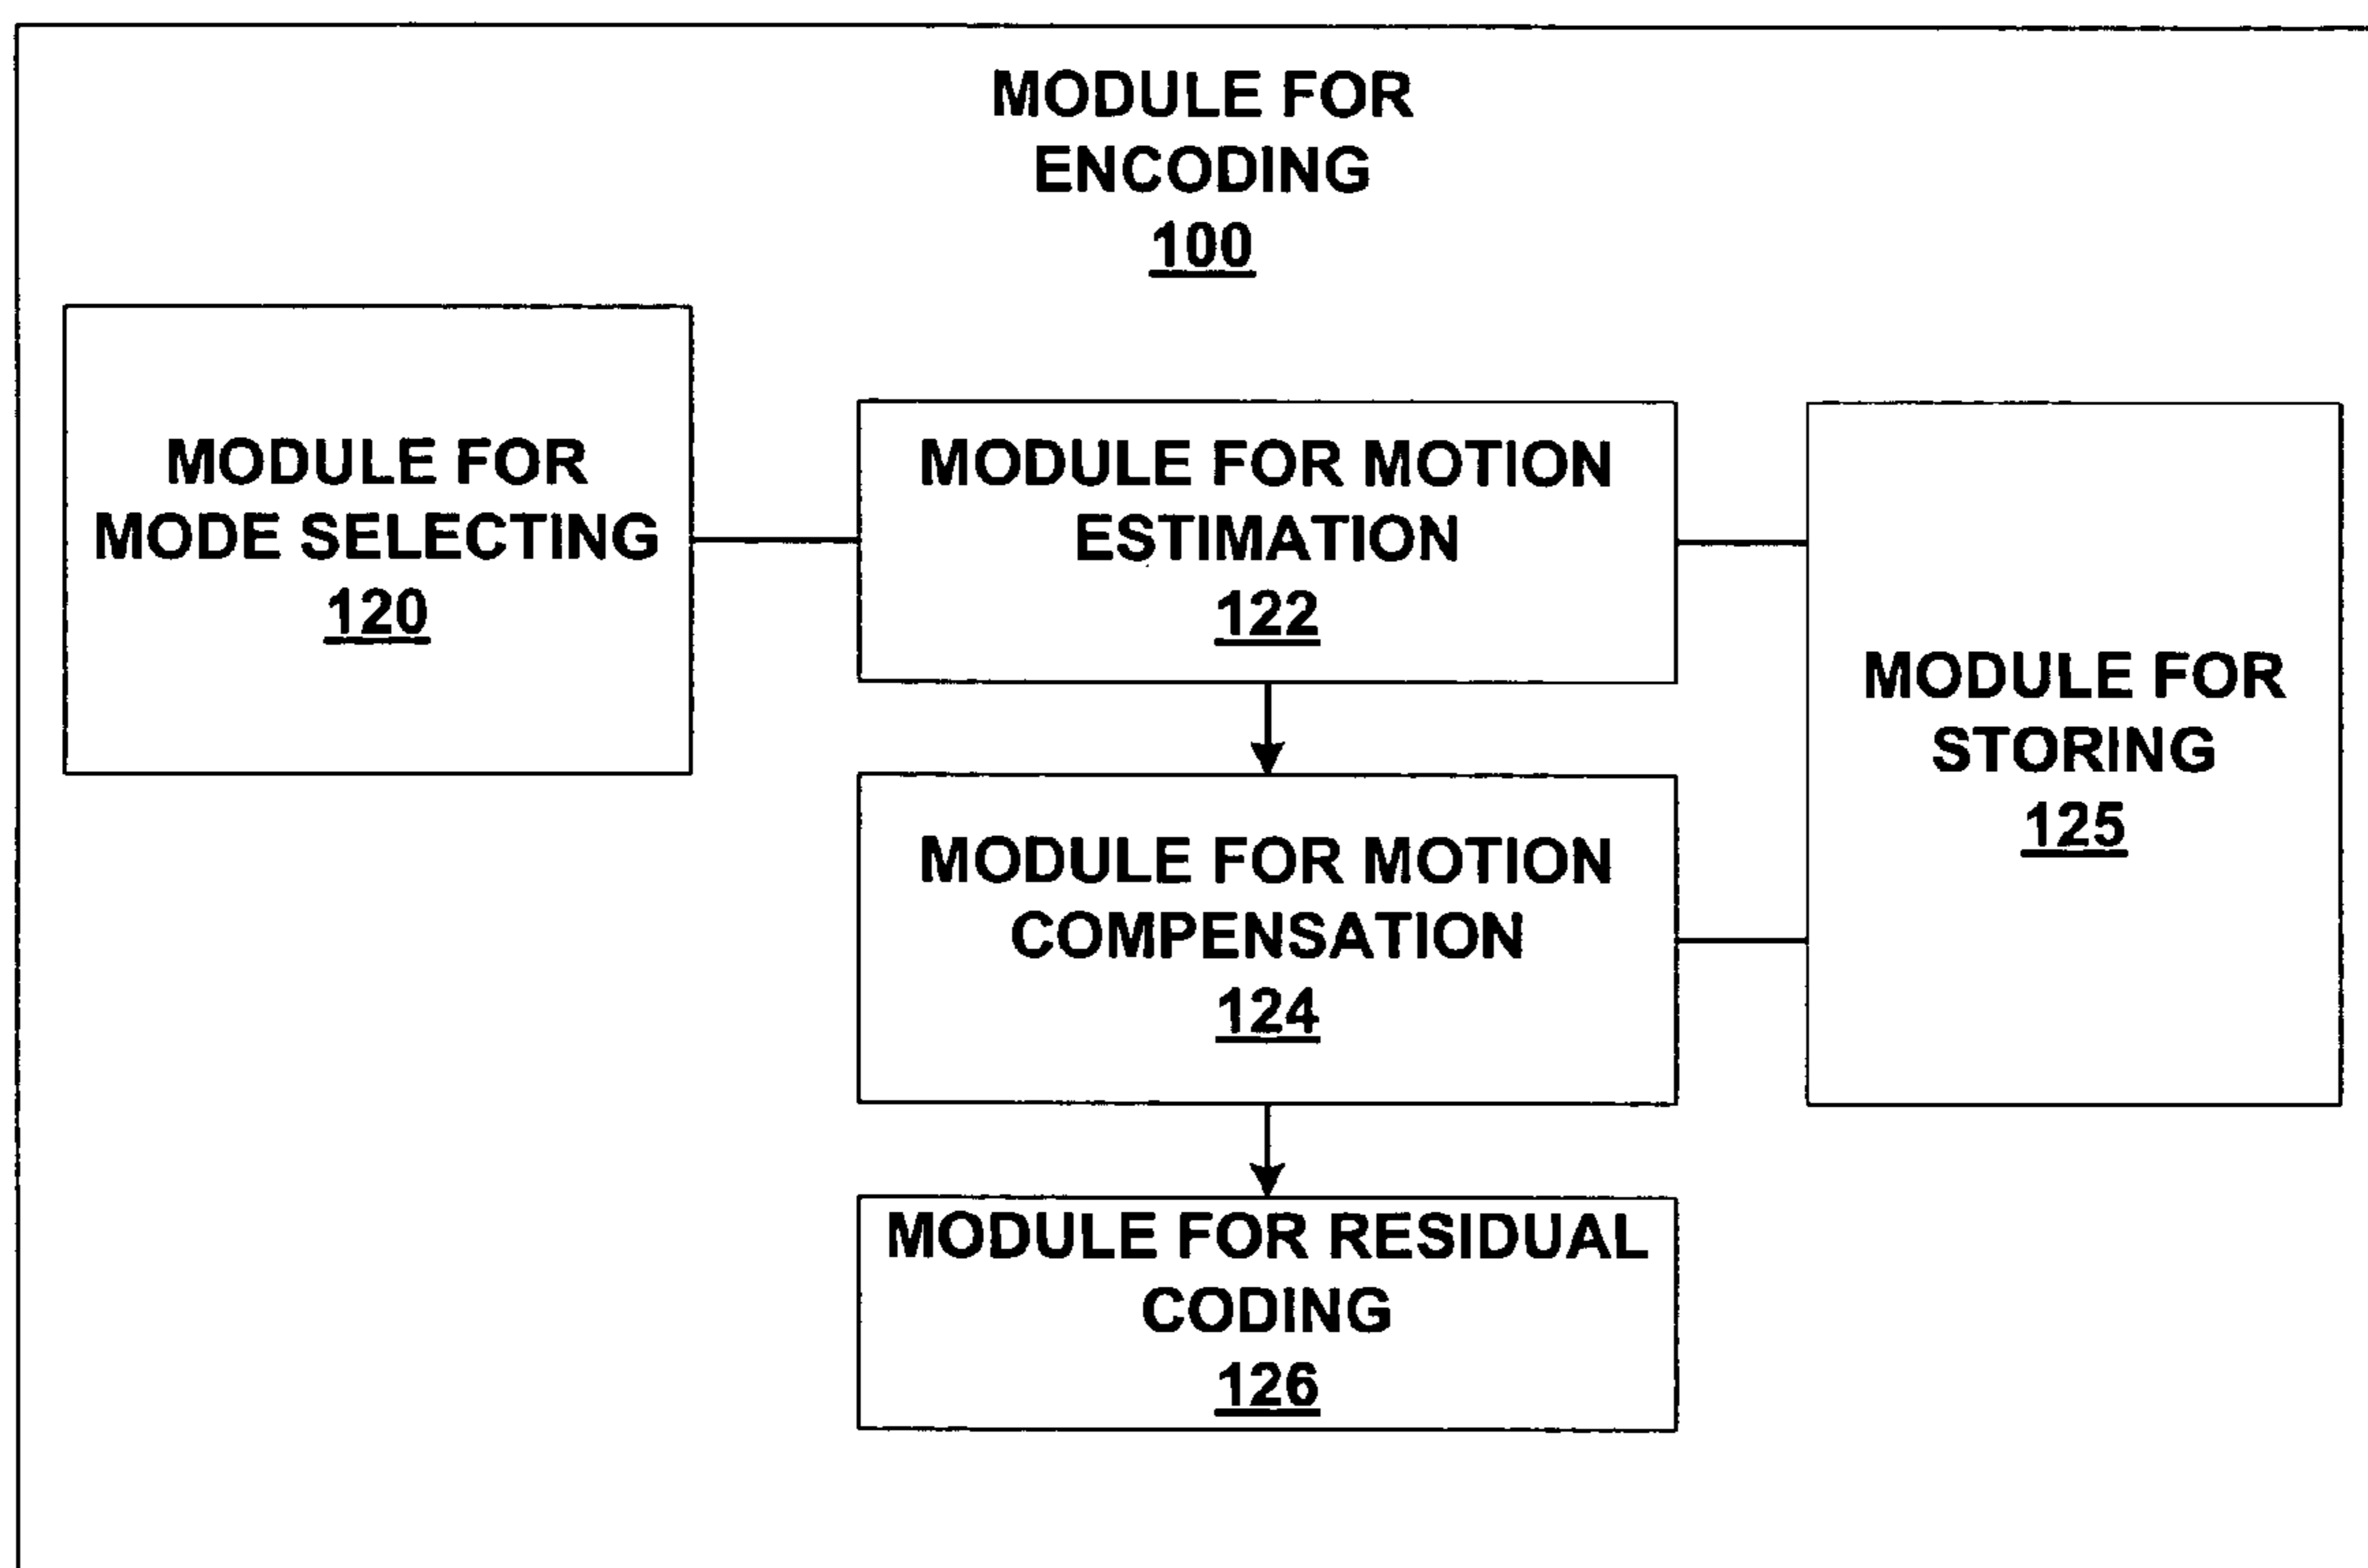 MODULE FOR
ENCODING
100
MODULE FOR
MODE SELECTING
120
MODULE FOR MOTION
ESTIMATION
122
MODULE FOR MOTION
COMPENSATION
124
MODULE FOR
STORING
125
MODULE FOR RESIDUAL
CODING
126